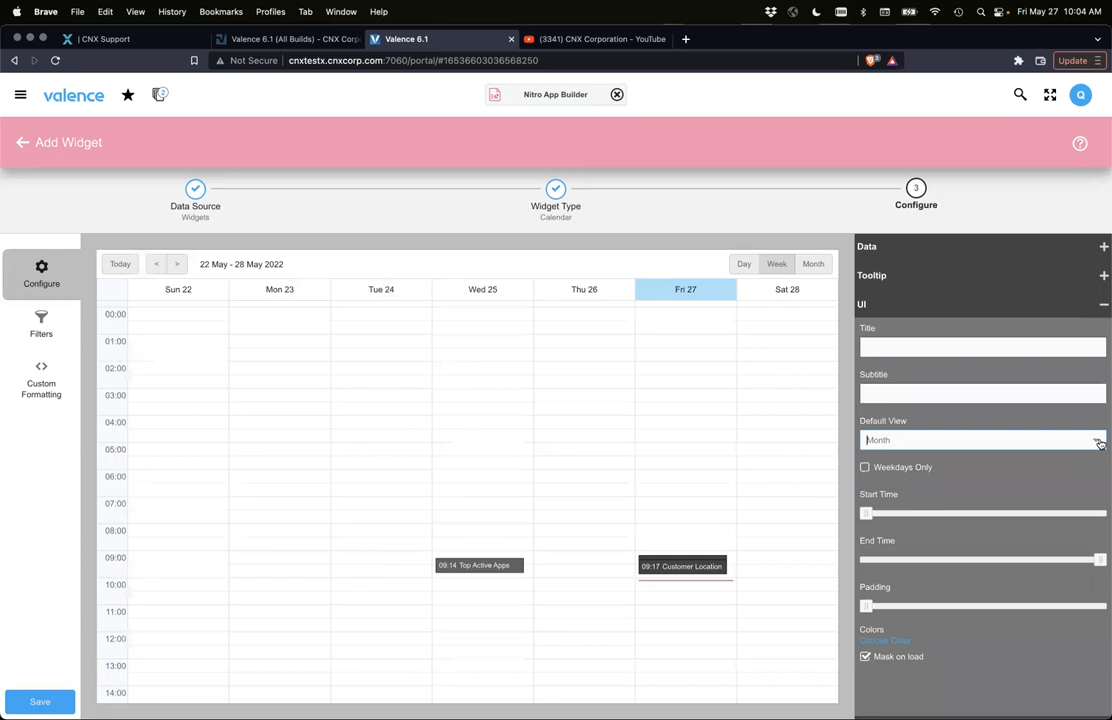 Brave File Edit View History Bookmarks Profiles Tab Window Help Fri May 27 10:04 AM
| CNX Support Valence 6.1 (All Builds) - CNX Corp Valence 6.1 (3341) CNX Corporation - YouTube
Not Secure cnxtestx.cnxcorp.com:7060/portal/#16536603036568250 Update
valence 2 Nitro App Builder Q
Add Widget
3
Data Source Widget Type Configure
Widgets Calendar
Configure
Filters
Custom
Formatting
Save
Today < > 22 May - 28 May 2022 Day Week Month
Sun 22 Mon 23 Tue 24 Wed 25 Thu 26 Fri 27 Sat 28
00:00
01:00
02:00
03:00
04:00
05:00
06:00
07:00
08:00
09:00
09:14 Top Active Apps 09:17 Customer Location
10:00
11:00
12:00
13:00
14:00
Data +
Tooltip +
UI
Title
Subtitle
Default View
Month
Weekdays Only
Start Time
End Time
Padding
Colors
Choose Color
Mask on load